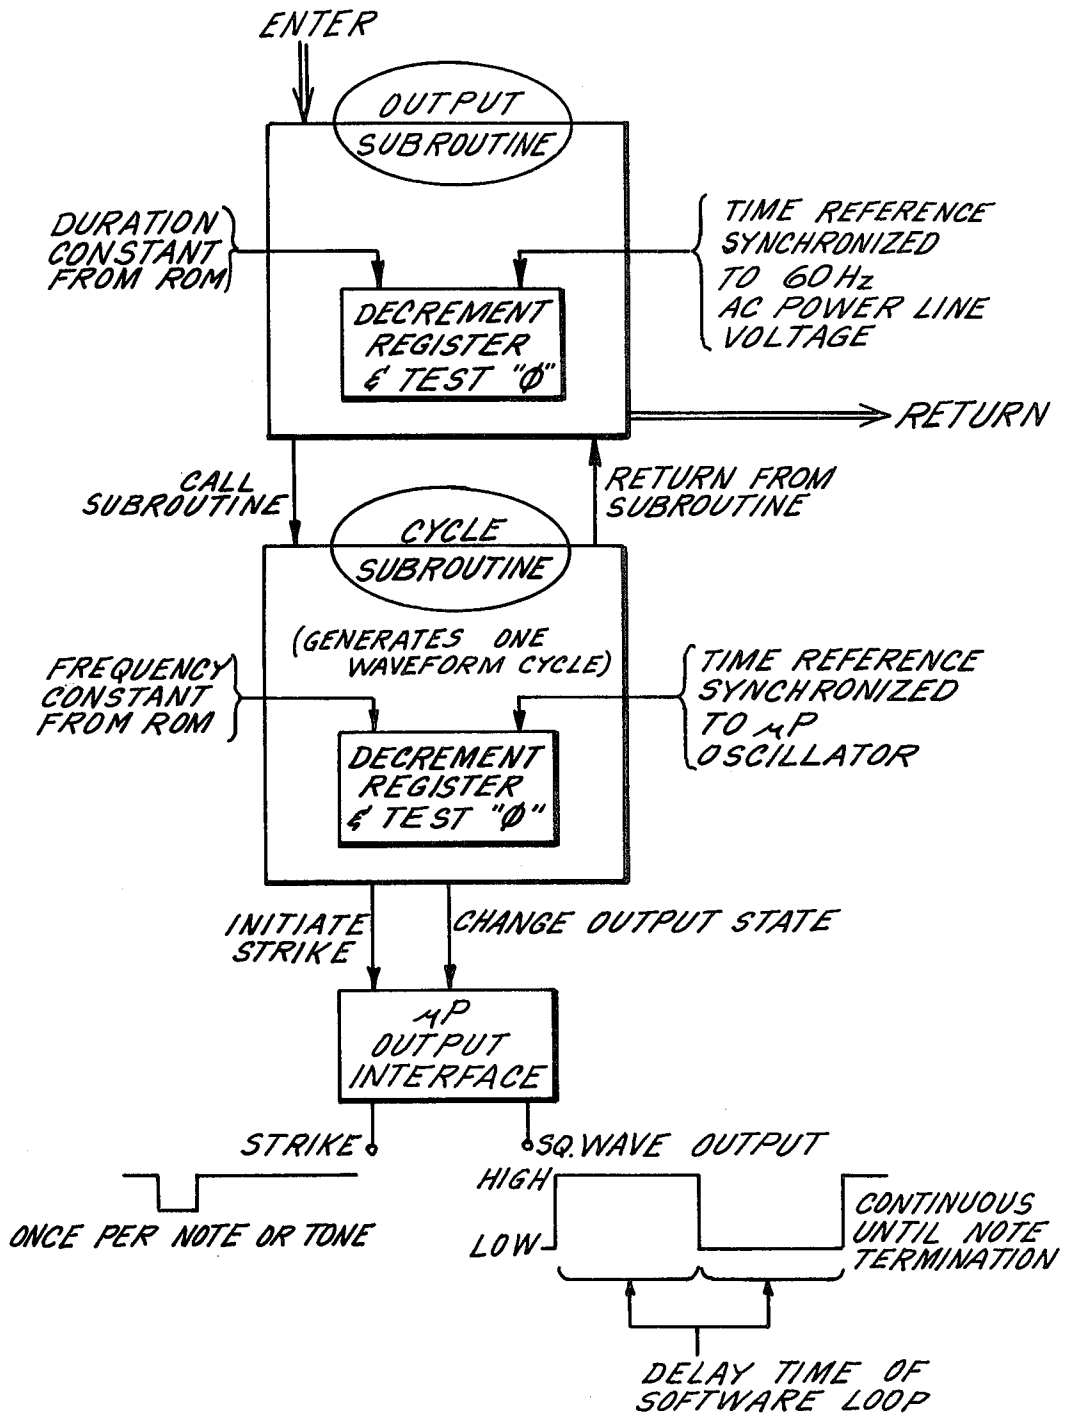 ENTER
OUTPUT
SUBROUTINE
DURATION
CONSTANT
FROM ROM
TIME REFERENCE
SYNCHRONIZED
TO 60 Hz
AC POWER LINE
VOLTAGE
DECREMENT
REGISTER
& TEST "Ø"
RETURN
CALL
SUBROUTINE
RETURN FROM
SUBROUTINE
CYCLE
SUBROUTINE
(GENERATES ONE
WAVEFORM CYCLE)
FREQUENCY
CONSTANT
FROM ROM
TIME REFERENCE
SYNCHRONIZED
TO μP
OSCILLATOR
DECREMENT
REGISTER
& TEST "Ø"
INITIATE
STRIKE
CHANGE OUTPUT STATE
μP
OUTPUT
INTERFACE
STRIKE
SQ. WAVE OUTPUT
HIGH
LOW
ONCE PER NOTE OR TONE
CONTINUOUS
UNTIL NOTE
TERMINATION
DELAY TIME OF
SOFTWARE LOOP